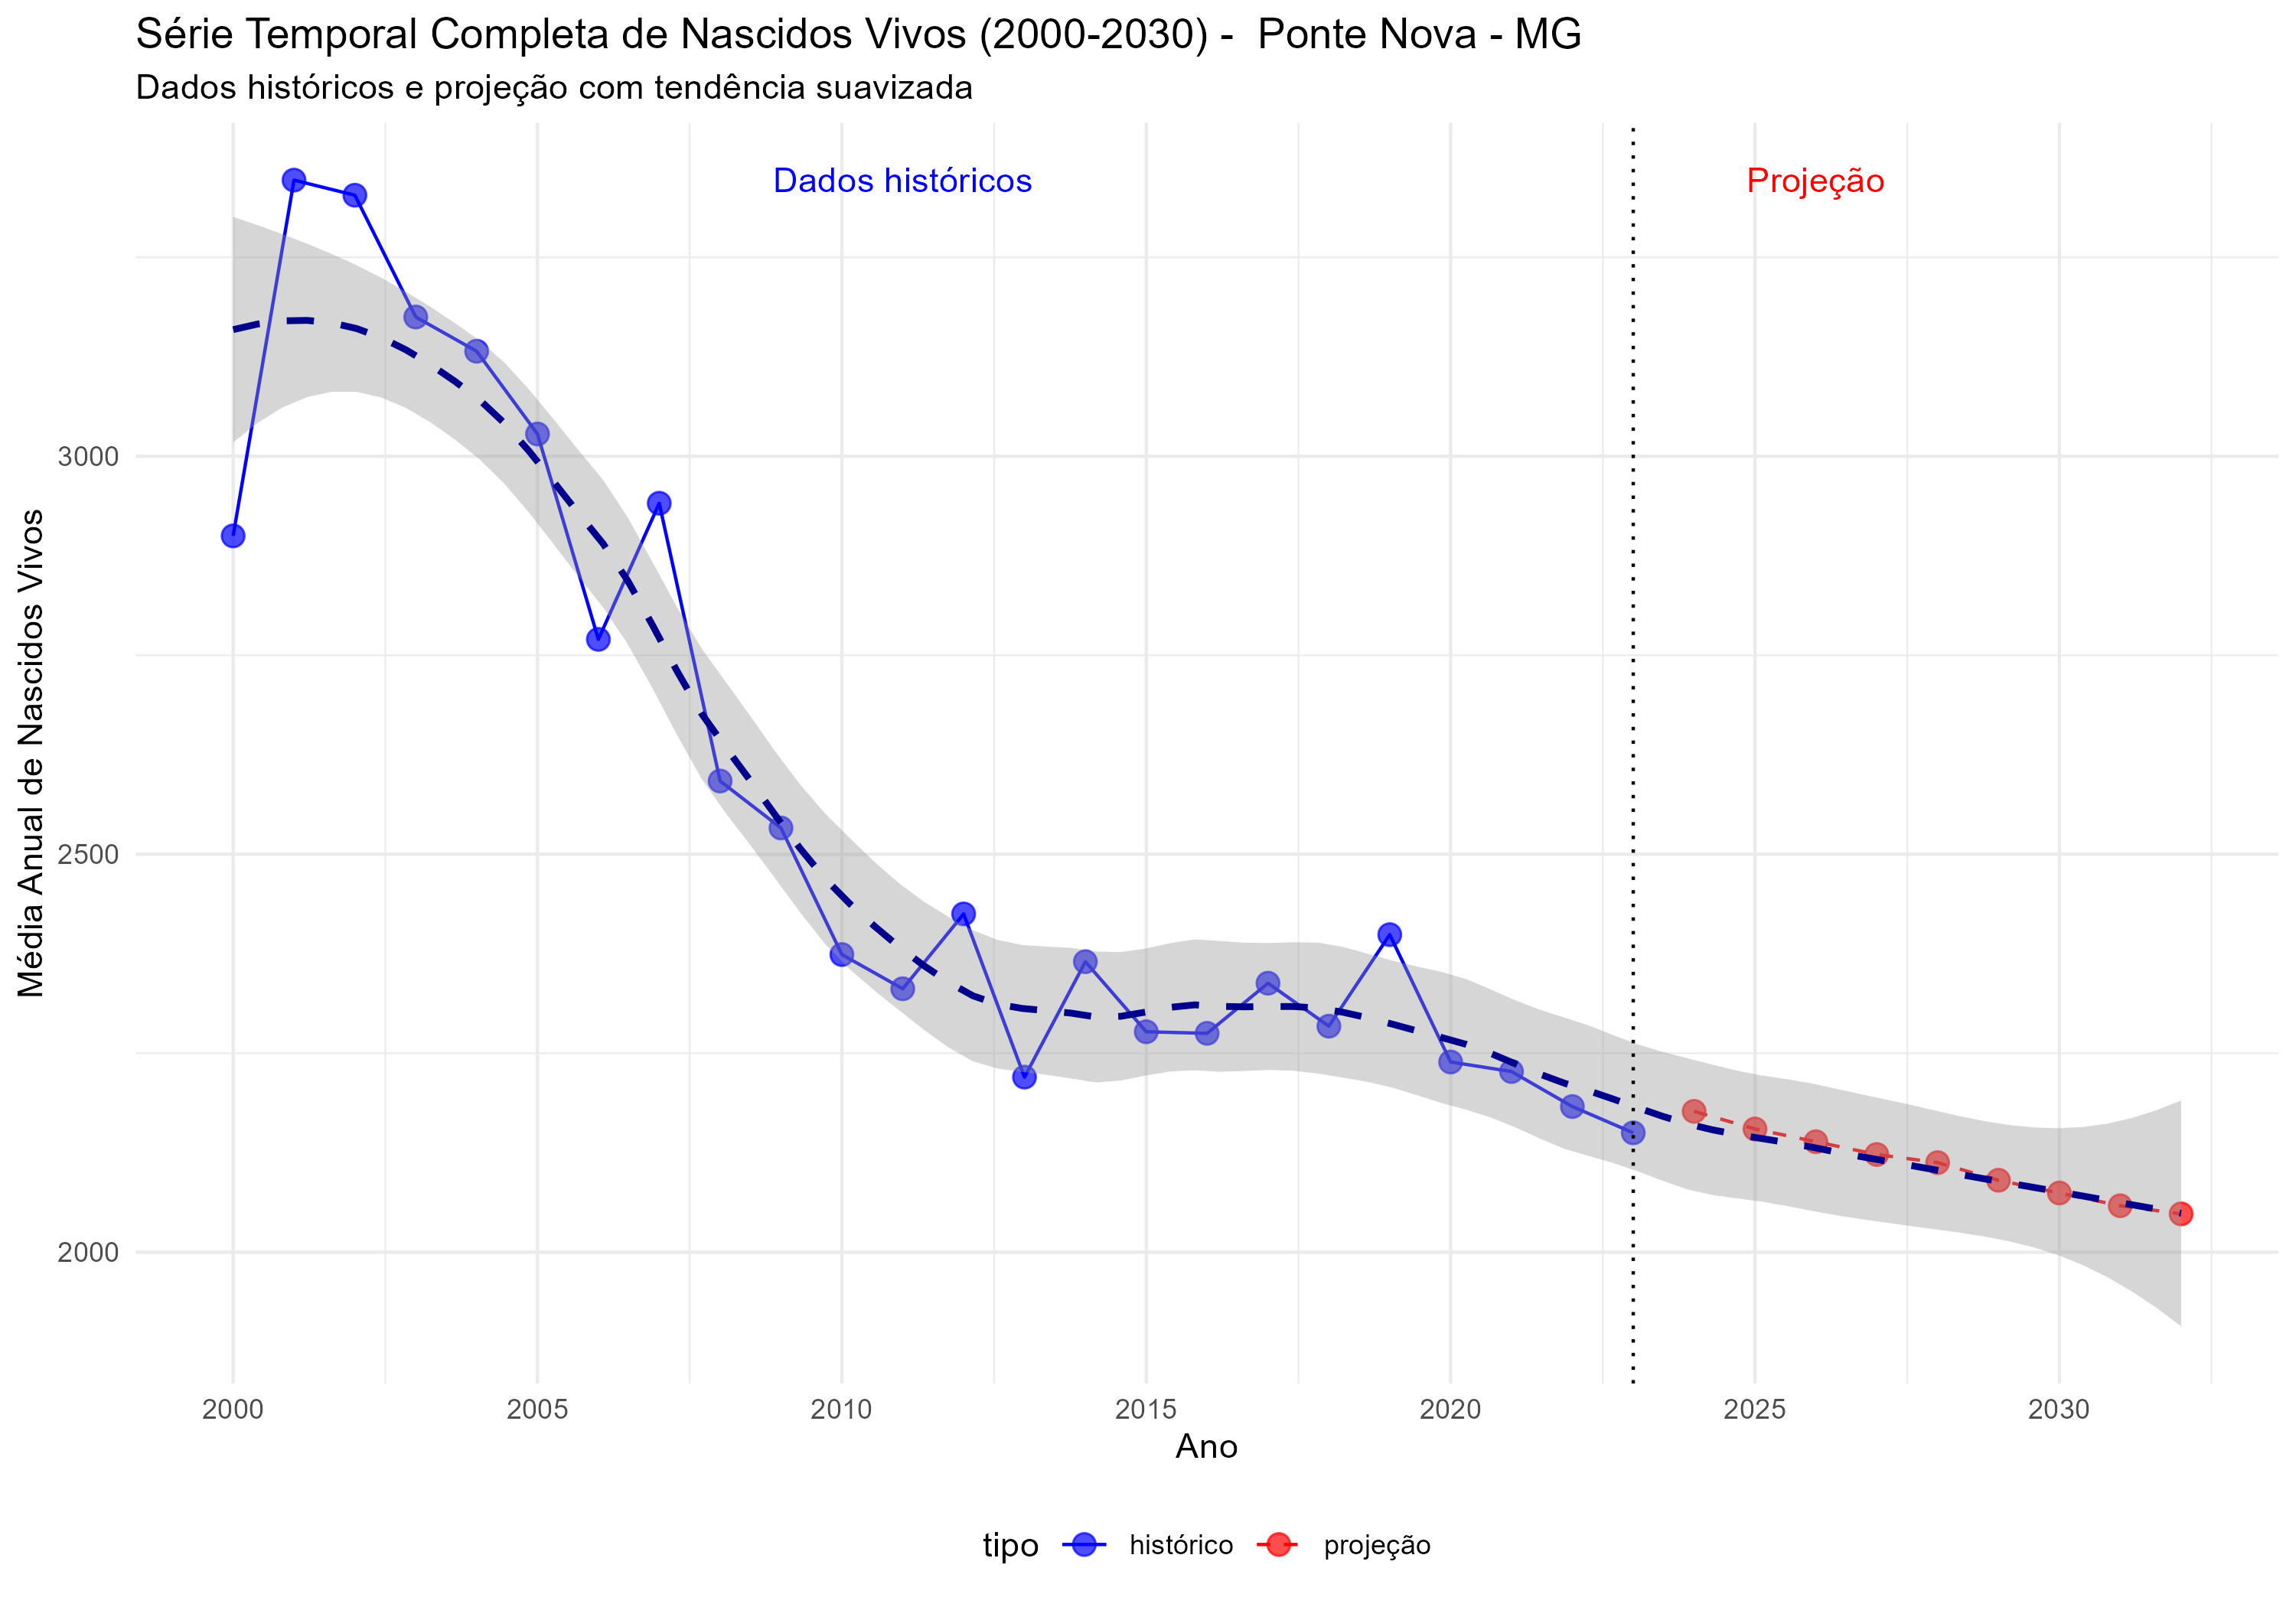 Série Temporal Completa de Nascidos Vivos (2000-2030) -  Ponte Nova - MG
Dados históricos e projeção com tendência suavizada
Dados históricos
Projeção
Média Anual de Nascidos Vivos
3000
2500
2000
2000
2005
2010
2015
2020
2025
2030
Ano
tipo
histórico
projeção